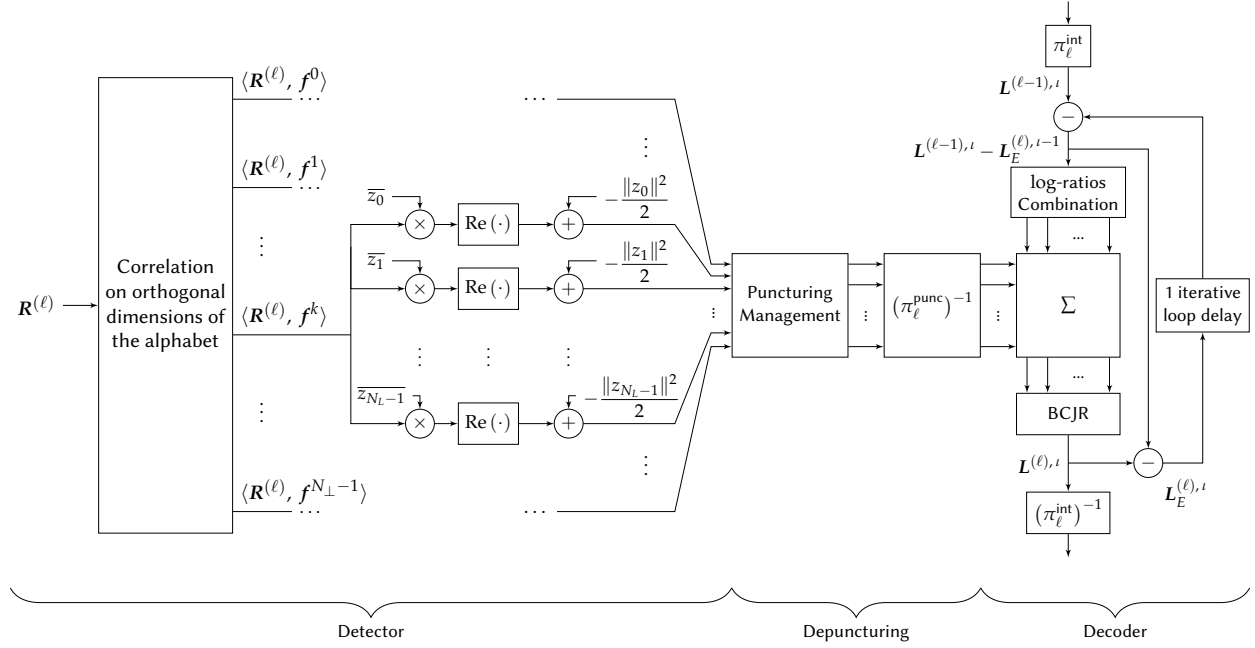 π_ℓ^int
L^(ℓ−1), ι
−
L^(ℓ−1), ι − L_E^(ℓ), ι−1
log-ratios
Combination
...
⟨R^(ℓ), f^0⟩
... ...
⋮
⟨R^(ℓ), f^1⟩
...
⋮
Correlation
on orthogonal
dimensions of
the alphabet
R^(ℓ)
⟨R^(ℓ), f^k⟩
⋮
⟨R^(ℓ), f^{N_⊥−1}⟩
... ...
z̄_0 × Re (·) + −‖z_0‖²/2
z̄_1 × Re (·) + −‖z_1‖²/2
⋮ ⋮ ⋮
z̄_{N_L−1} × Re (·) + −‖z_{N_L−1}‖²/2
⋮
⋮
Puncturing
Management
⋮
(π_ℓ^punc)^−1
⋮
Σ
1 iterative
loop delay
...
BCJR
L^(ℓ), ι
−
L_E^(ℓ), ι
(π_ℓ^int)^−1
Detector
Depuncturing
Decoder